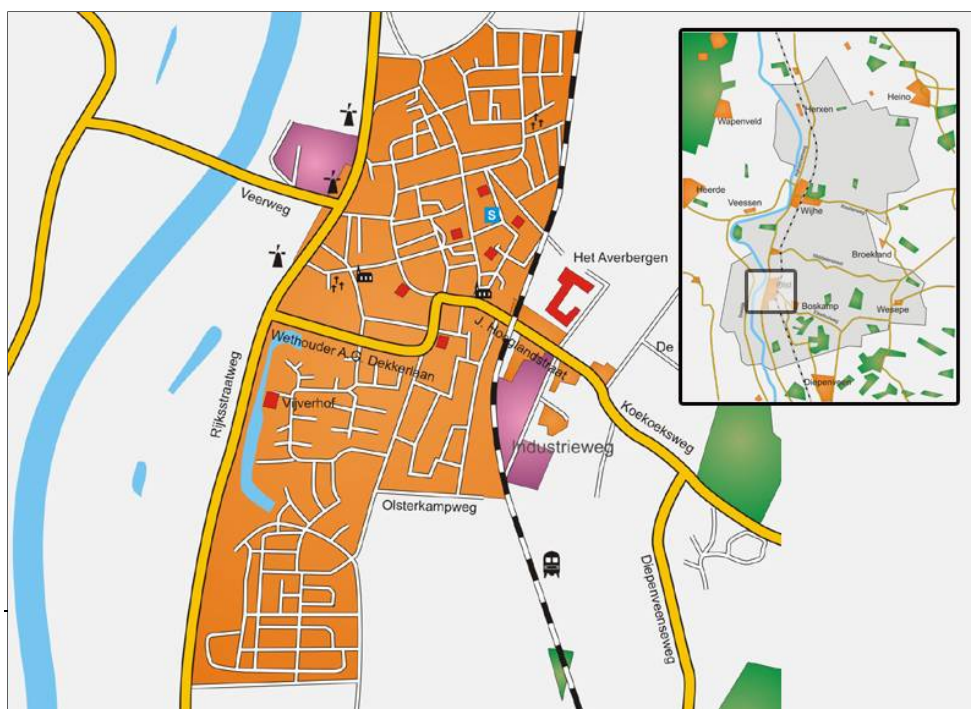 Veerweg
S
Het Averbergen
J. Hooglandstraat
De
Wethouder A.G. Dekkerlaan
Rijksstraatweg
Vijverhof
Koekoeksweg
Industrieweg
Olsterkampweg
Diepenveenseweg
Herxen
Heino
Wapenveld
Heerde
Veessen
Wijhe
Broekland
Boskamp
Wesepe
Diepenveen